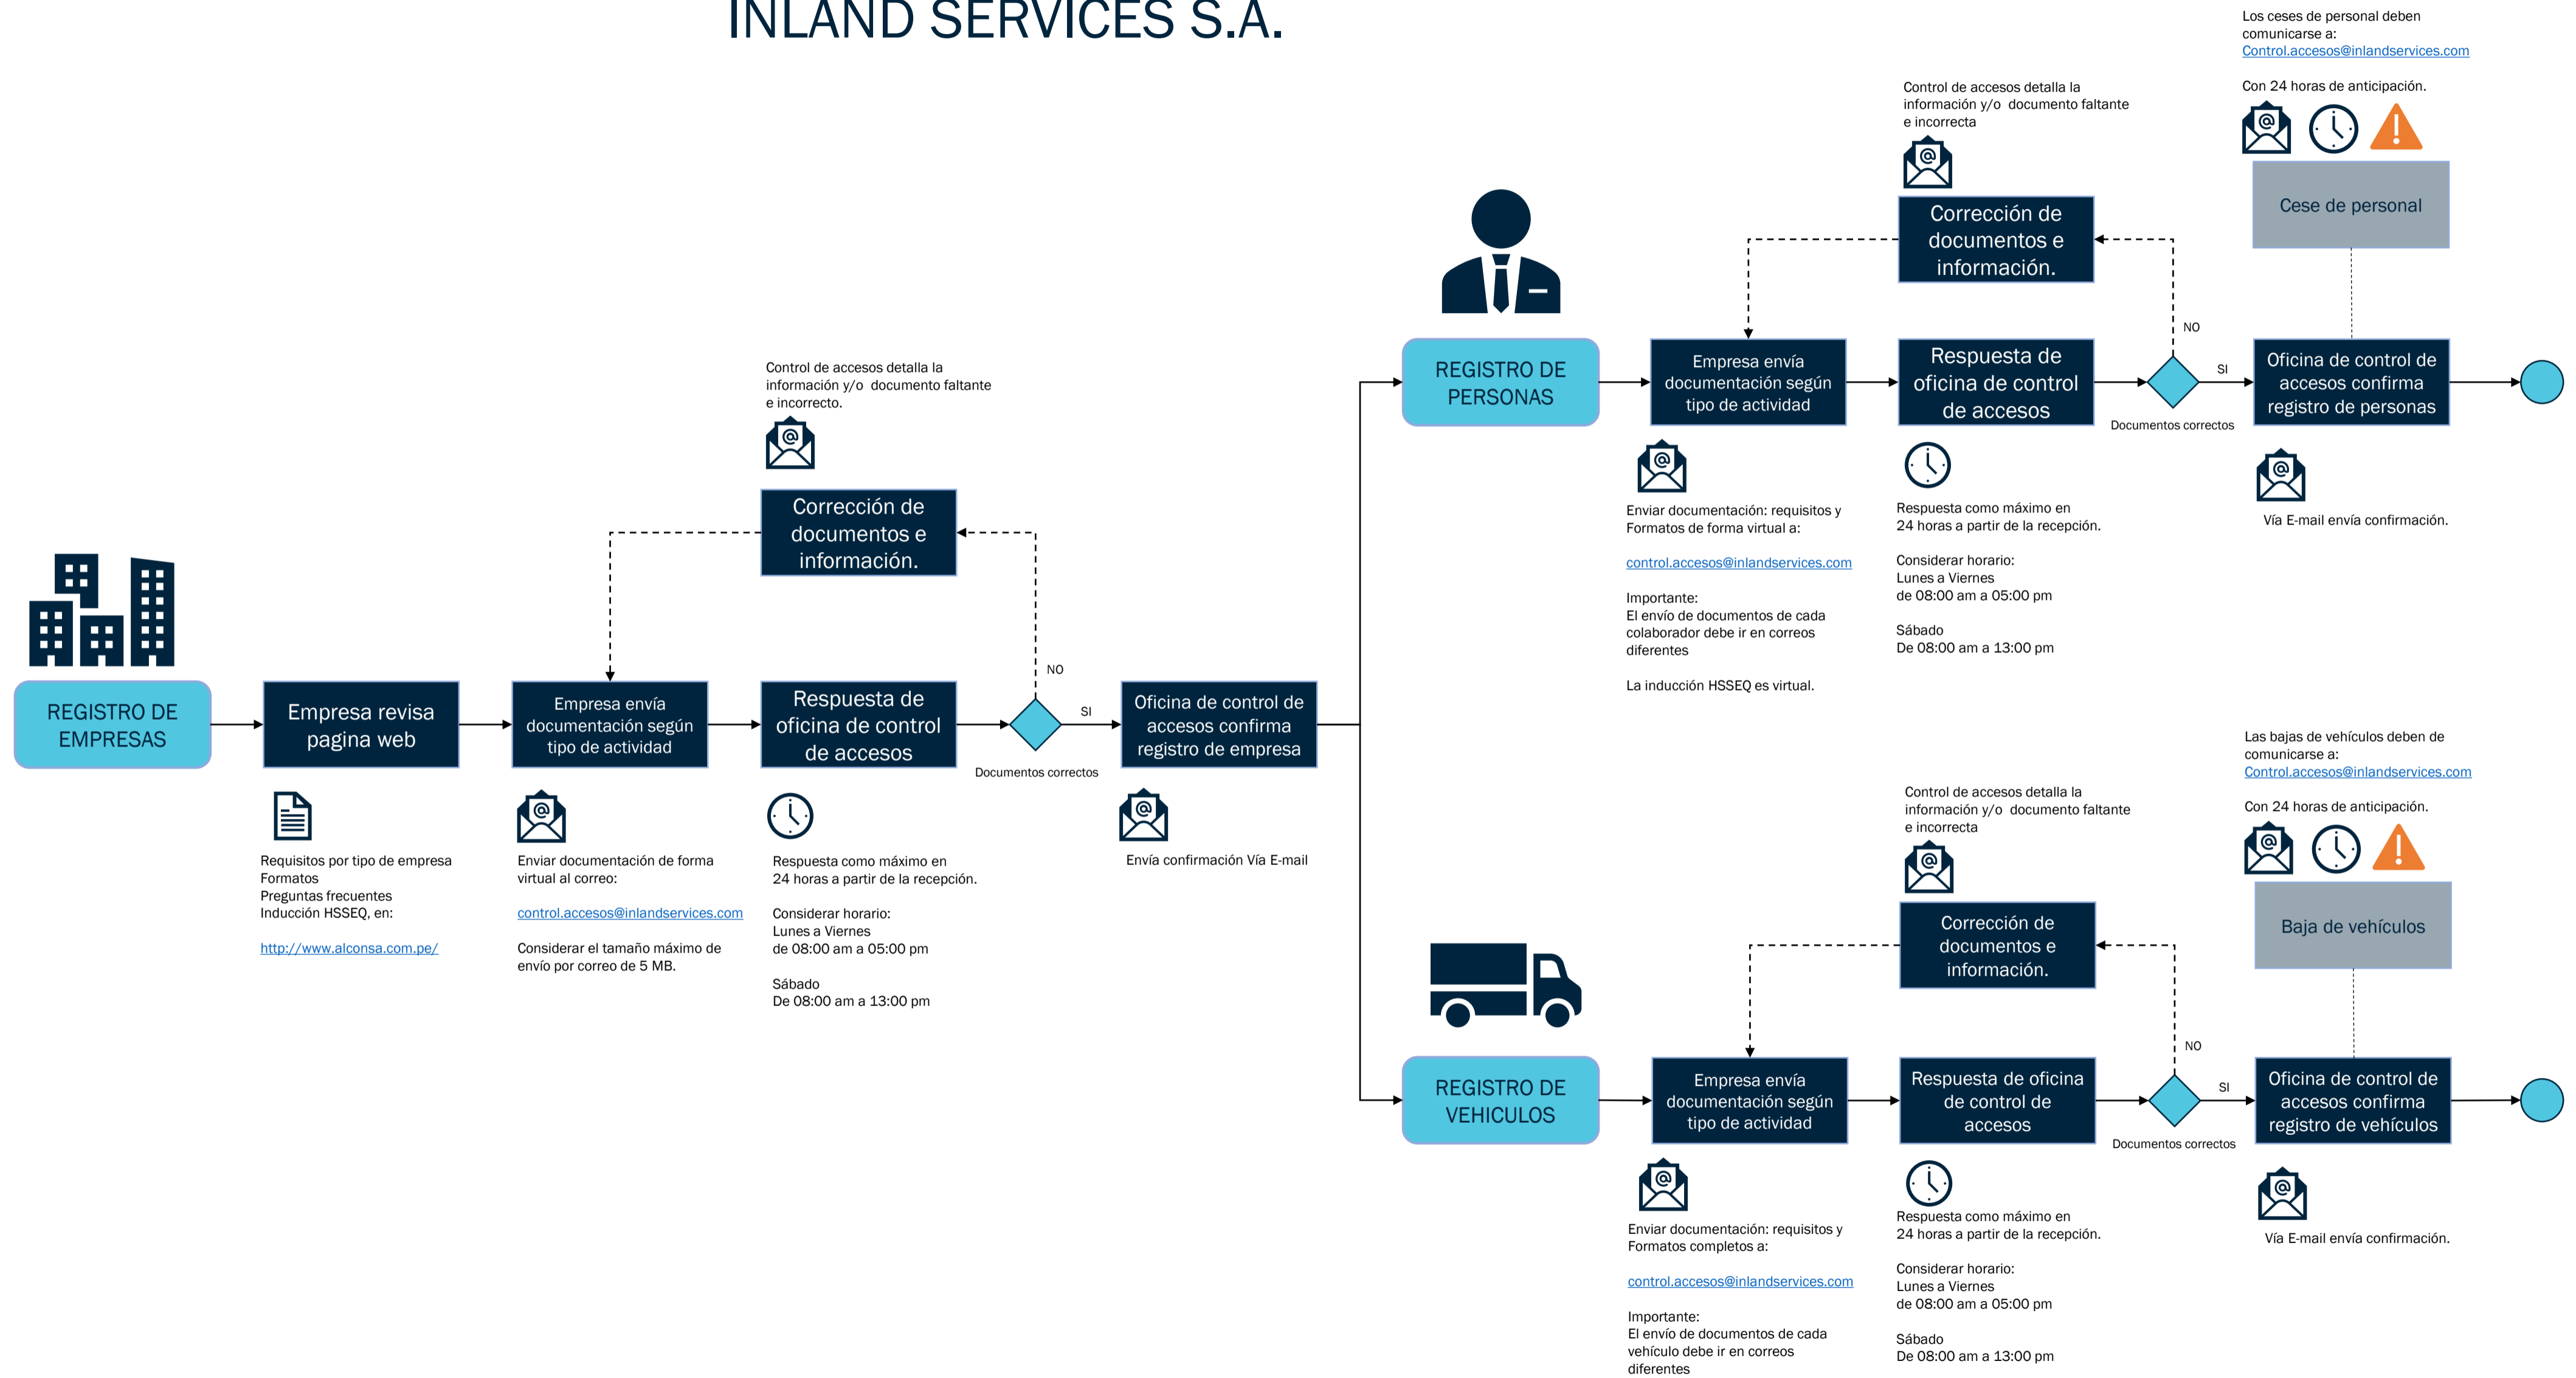 INLAND SERVICES S.A.
REGISTRO DE
EMPRESAS
Empresa revisa
pagina web
Requisitos por tipo de empresa
Formatos
Preguntas frecuentes
Inducción HSSEQ, en:
http://www.alconsa.com.pe/
Empresa envía
documentación según
tipo de actividad
Enviar documentación de forma
virtual al correo:
control.accesos@inlandservices.com
Considerar el tamaño máximo de
envío por correo de 5 MB.
Control de accesos detalla la
información y/o  documento faltante
e incorrecto.
Corrección de
documentos e
información.
Respuesta de
oficina de control
de accesos
Respuesta como máximo en
24 horas a partir de la recepción.
Considerar horario:
Lunes a Viernes
de 08:00 am a 05:00 pm
Sábado
De 08:00 am a 13:00 pm
NO
SI
Documentos correctos
Oficina de control de
accesos confirma
registro de empresa
Envía confirmación Vía E-mail
REGISTRO DE
PERSONAS
Empresa envía
documentación según
tipo de actividad
Enviar documentación: requisitos y
Formatos de forma virtual a:
control.accesos@inlandservices.com
Importante:
El envío de documentos de cada
colaborador debe ir en correos
diferentes
La inducción HSSEQ es virtual.
Control de accesos detalla la
información y/o  documento faltante
e incorrecta
Corrección de
documentos e
información.
Respuesta de
oficina de control
de accesos
Respuesta como máximo en
24 horas a partir de la recepción.
Considerar horario:
Lunes a Viernes
de 08:00 am a 05:00 pm
Sábado
De 08:00 am a 13:00 pm
NO
SI
Documentos correctos
Los ceses de personal deben
comunicarse a:
Control.accesos@inlandservices.com
Con 24 horas de anticipación.
Cese de personal
Oficina de control de
accesos confirma
registro de personas
Vía E-mail envía confirmación.
REGISTRO DE
VEHICULOS
Empresa envía
documentación según
tipo de actividad
Enviar documentación: requisitos y
Formatos completos a:
control.accesos@inlandservices.com
Importante:
El envío de documentos de cada
vehículo debe ir en correos
diferentes
Control de accesos detalla la
información y/o  documento faltante
e incorrecta
Corrección de
documentos e
información.
Respuesta de oficina
de control de
accesos
Respuesta como máximo en
24 horas a partir de la recepción.
Considerar horario:
Lunes a Viernes
de 08:00 am a 05:00 pm
Sábado
De 08:00 am a 13:00 pm
NO
SI
Documentos correctos
Las bajas de vehículos deben de
comunicarse a:
Control.accesos@inlandservices.com
Con 24 horas de anticipación.
Baja de vehículos
Oficina de control de
accesos confirma
registro de vehículos
Vía E-mail envía confirmación.